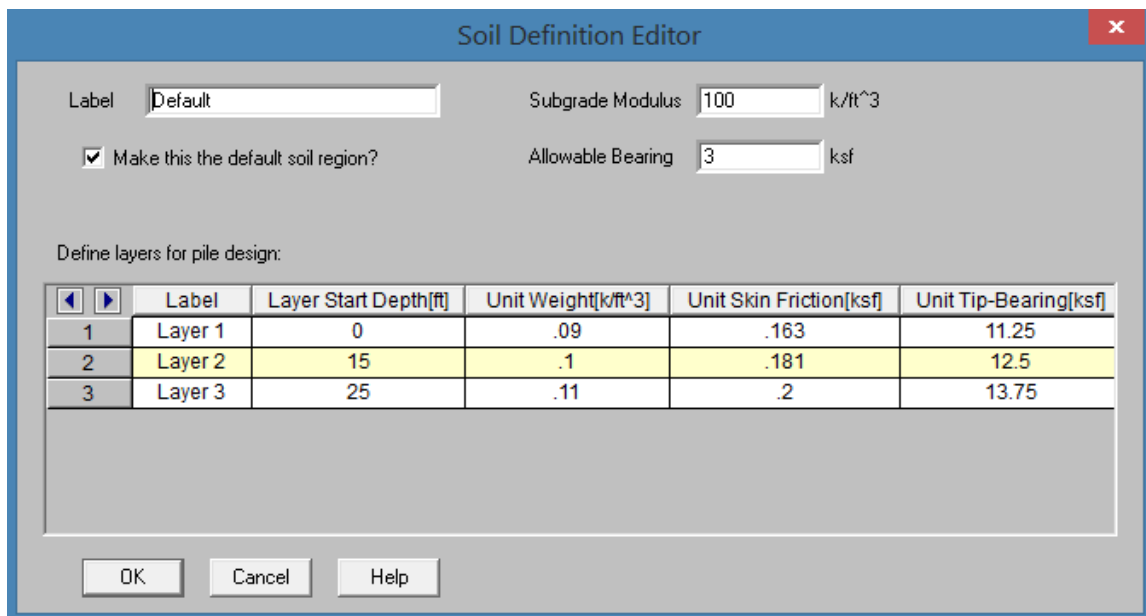 Soil Definition Editor
x
Label Default Subgrade Modulus 100 k/ft^3
Make this the default soil region? Allowable Bearing 3 ksf
Define layers for pile design:
Label Layer Start Depth[ft] Unit Weight[k/ft^3] Unit Skin Friction[ksf] Unit Tip-Bearing[ksf]
1 Layer 1 0 .09 .163 11.25
2 Layer 2 15 .1 .181 12.5
3 Layer 3 25 .11 .2 13.75
OK Cancel Help